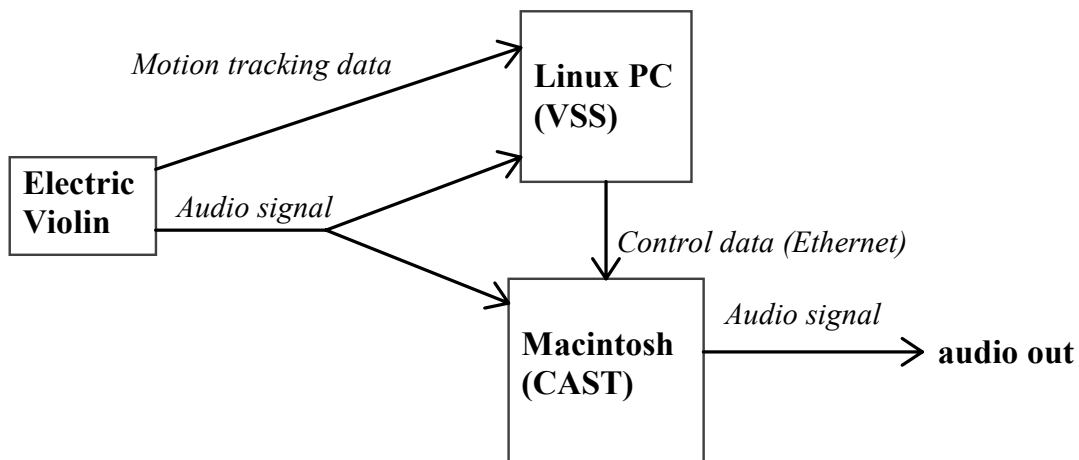 Motion tracking data
Linux PC
(VSS)
Electric
Violin
Audio signal
Control data (Ethernet)
Macintosh
(CAST)
Audio signal
audio out